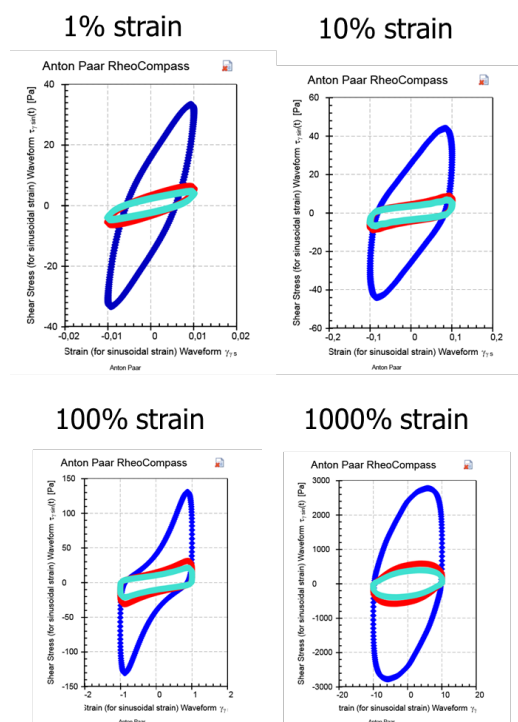 1% strain
10% strain
Anton Paar RheoCompass
Shear Stress (for sinusoidal strain) Waveform τγ sin(t) [Pa]
40
20
0
-20
-40
-0,02
-0,01
0
0,01
0,02
Strain (for sinusoidal strain) Waveform γγ s
Anton Paar
Anton Paar RheoCompass
Shear Stress (for sinusoidal strain) Waveform τγ sin(t) [Pa]
60
40
20
0
-20
-40
-60
-0,2
-0,1
0
0,1
0,2
Strain (for sinusoidal strain) Waveform γγ s
Anton Paar
100% strain
1000% strain
Anton Paar RheoCompass
Shear Stress (for sinusoidal strain) Waveform τγ sin(t) [Pa]
150
100
50
0
-50
-100
-150
-2
-1
0
1
2
train (for sinusoidal strain) Waveform γγ
Anton Paar
Anton Paar RheoCompass
Shear Stress (for sinusoidal strain) Waveform τγ sin(t) [Pa]
3000
2000
1000
0
-1000
-2000
-3000
-20
-10
0
10
20
train (for sinusoidal strain) Waveform γγ
Anton Paar